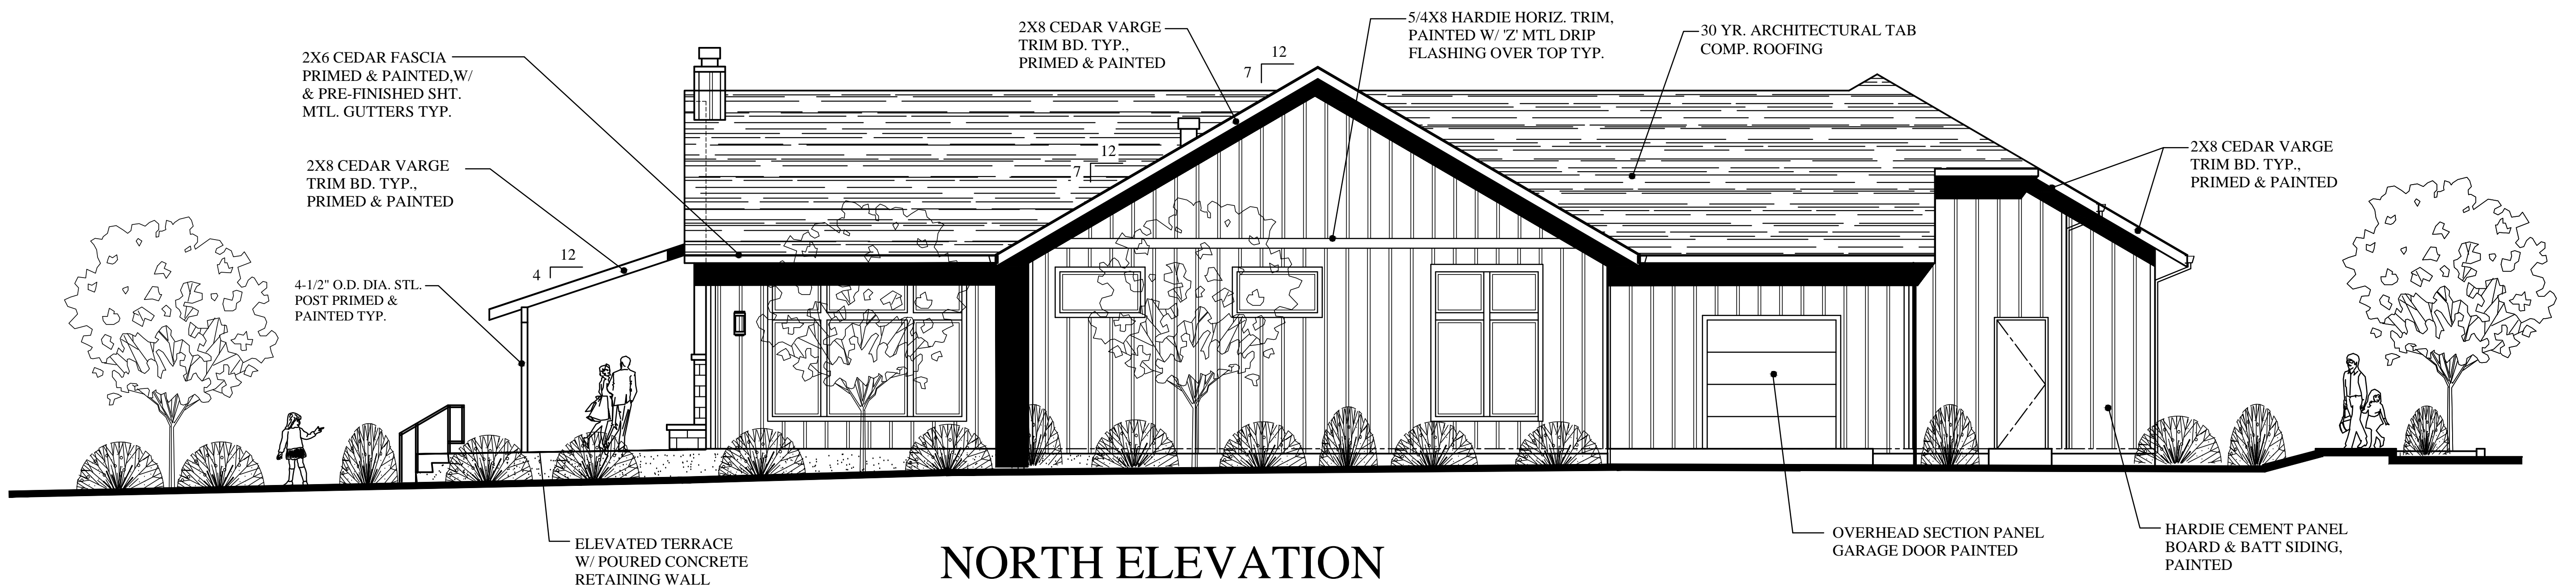 2X6 CEDAR FASCIA
PRIMED & PAINTED,W/
& PRE-FINISHED SHT.
MTL. GUTTERS TYP.
2X8 CEDAR VARGE
TRIM BD. TYP.,
PRIMED & PAINTED
4-1/2" O.D. DIA. STL.
POST PRIMED &
PAINTED TYP.
12
4
2X8 CEDAR VARGE
TRIM BD. TYP.,
PRIMED & PAINTED
12
7
12
7
5/4X8 HARDIE HORIZ. TRIM,
PAINTED W/ 'Z' MTL DRIP
FLASHING OVER TOP TYP.
30 YR. ARCHITECTURAL TAB
COMP. ROOFING
2X8 CEDAR VARGE
TRIM BD. TYP.,
PRIMED & PAINTED
ELEVATED TERRACE
W/ POURED CONCRETE
RETAINING WALL
NORTH ELEVATION
OVERHEAD SECTION PANEL
GARAGE DOOR PAINTED
HARDIE CEMENT PANEL
BOARD & BATT SIDING,
PAINTED